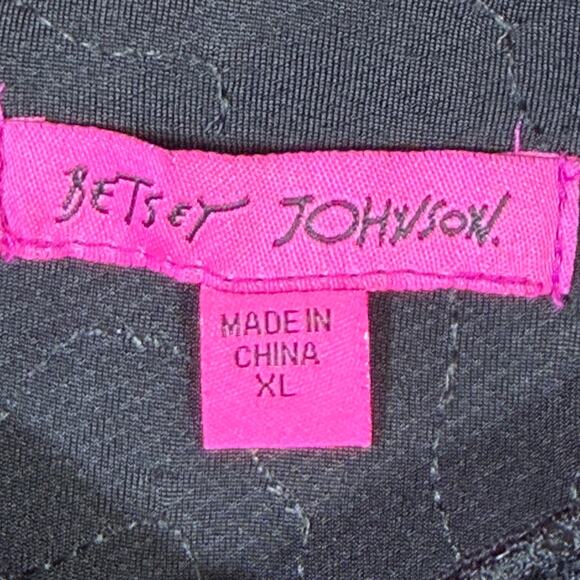 BETSEY JOHNSON.
MADE IN
CHINA
XL